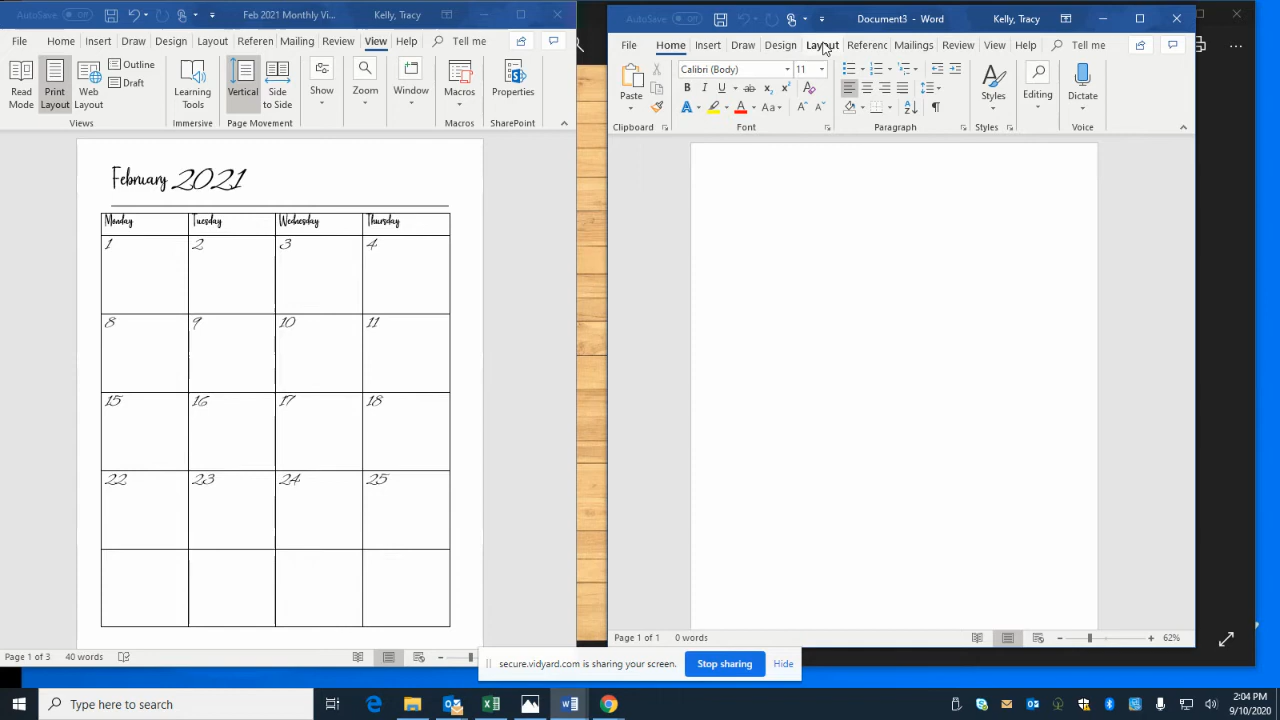 AutoSave Off Feb 2021 Monthly Vi... Kelly, Tracy
File Home Insert Draw Design Layout Referen Mailing Review View Help Tell me
Read Mode
Print Layout
Web Layout
Outline
Draft
Views
Learning Tools
Immersive
Vertical
Side to Side
Page Movement
Show
Zoom
Window
Macros
Macros
Properties
SharePoint
February 2021
Monday Tuesday Wednesday Thursday
1 2 3 4
8 9 10 11
15 16 17 18
22 23 24 25
Page 1 of 3 40 words
AutoSave Off Document3 - Word Kelly, Tracy
File Home Insert Draw Design Layout Referenc Mailings Review View Help Tell me
Paste
Clipboard
Calibri (Body) 11
B I U ab x₂ x²
A A Aa A A
Font
Paragraph
Styles
Styles
Editing
Dictate
Voice
Page 1 of 1 0 words 62%
secure.vidyard.com is sharing your screen. Stop sharing Hide
Type here to search
2:04 PM
9/10/2020